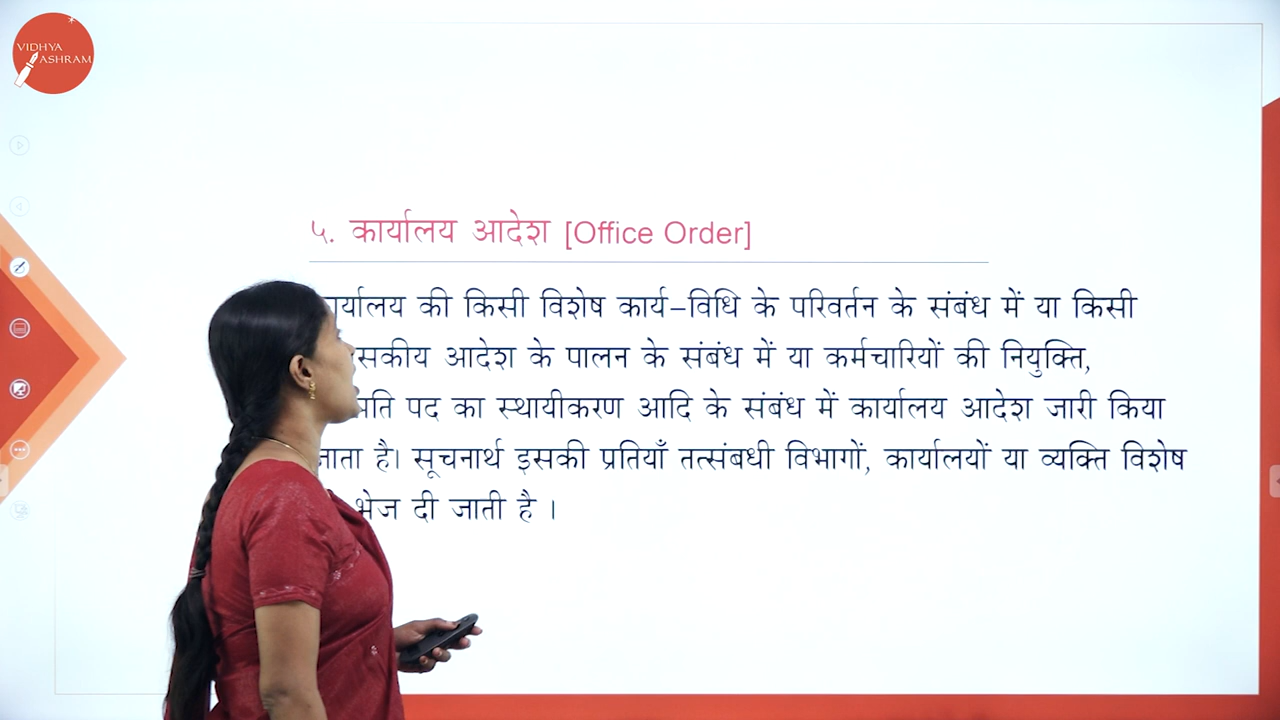 VIDHYA
ASHRAM
५. कार्यालय आदेश [Office Order]
की किसी विशेष कार्य–विधि के परिवर्तन के संबंध में या किसी
आदेश के पालन के संबंध में या कर्मचारियों की नियुक्ति,
पद का स्थायीकरण आदि के संबंध में कार्यालय आदेश जारी किया
जाता है। सूचनार्थ इसकी प्रतियाँ तत्संबधी विभागों, कार्यालयों या व्यक्ति विशेष
भेज दी जाती है ।